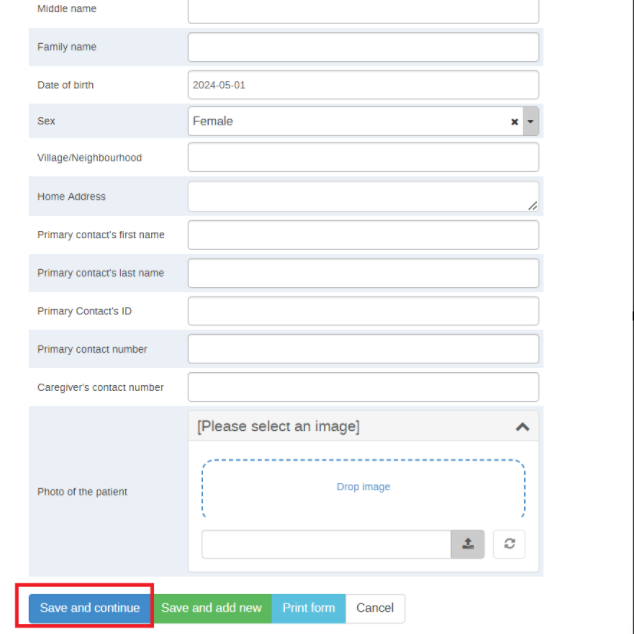 Middle name
Family name
Date of birth
2024-05-01
Sex
Female
Village/Neighbourhood
Home Address
Primary contact's first name
Primary contact's last name
Primary Contact's ID
Primary contact number
Caregiver's contact number
[Please select an image]
Photo of the patient
Drop image
Save and continue
Save and add new
Print form
Cancel